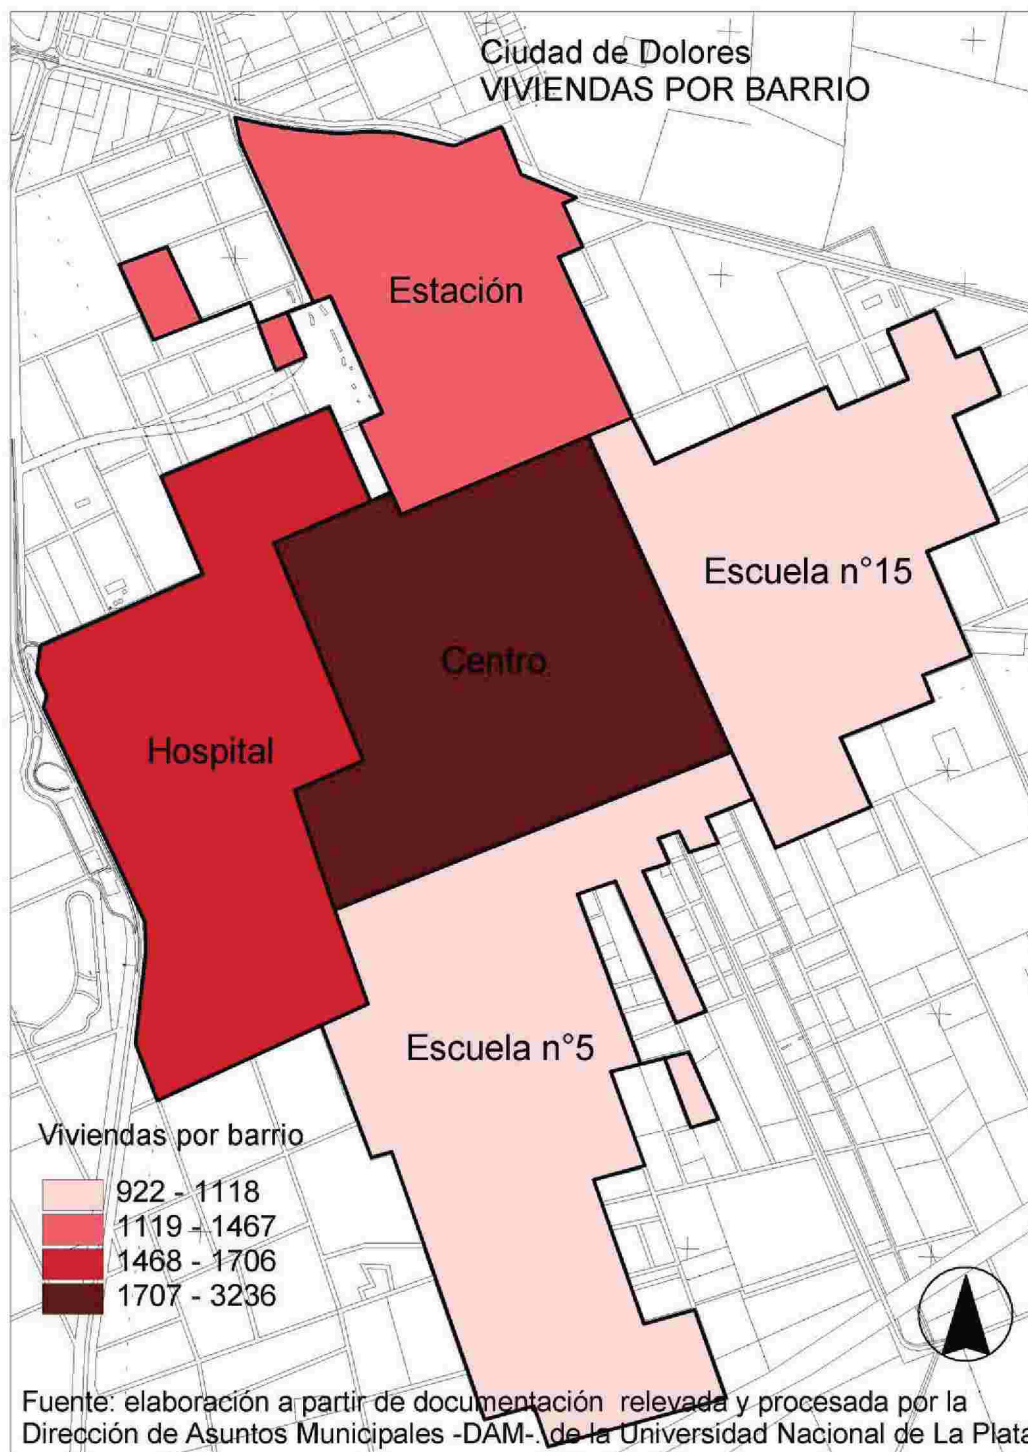 Ciudad de Dolores
VIVIENDAS POR BARRIO
Estación
Escuela n°15
Centro
Hospital
Escuela n°5
Viviendas por barrio
922 - 1118
1119 - 1467
1468 - 1706
1707 - 3236
Fuente: elaboración a partir de documentación relevada y procesada por la
Dirección de Asuntos Municipales -DAM-. de la Universidad Nacional de La Plata